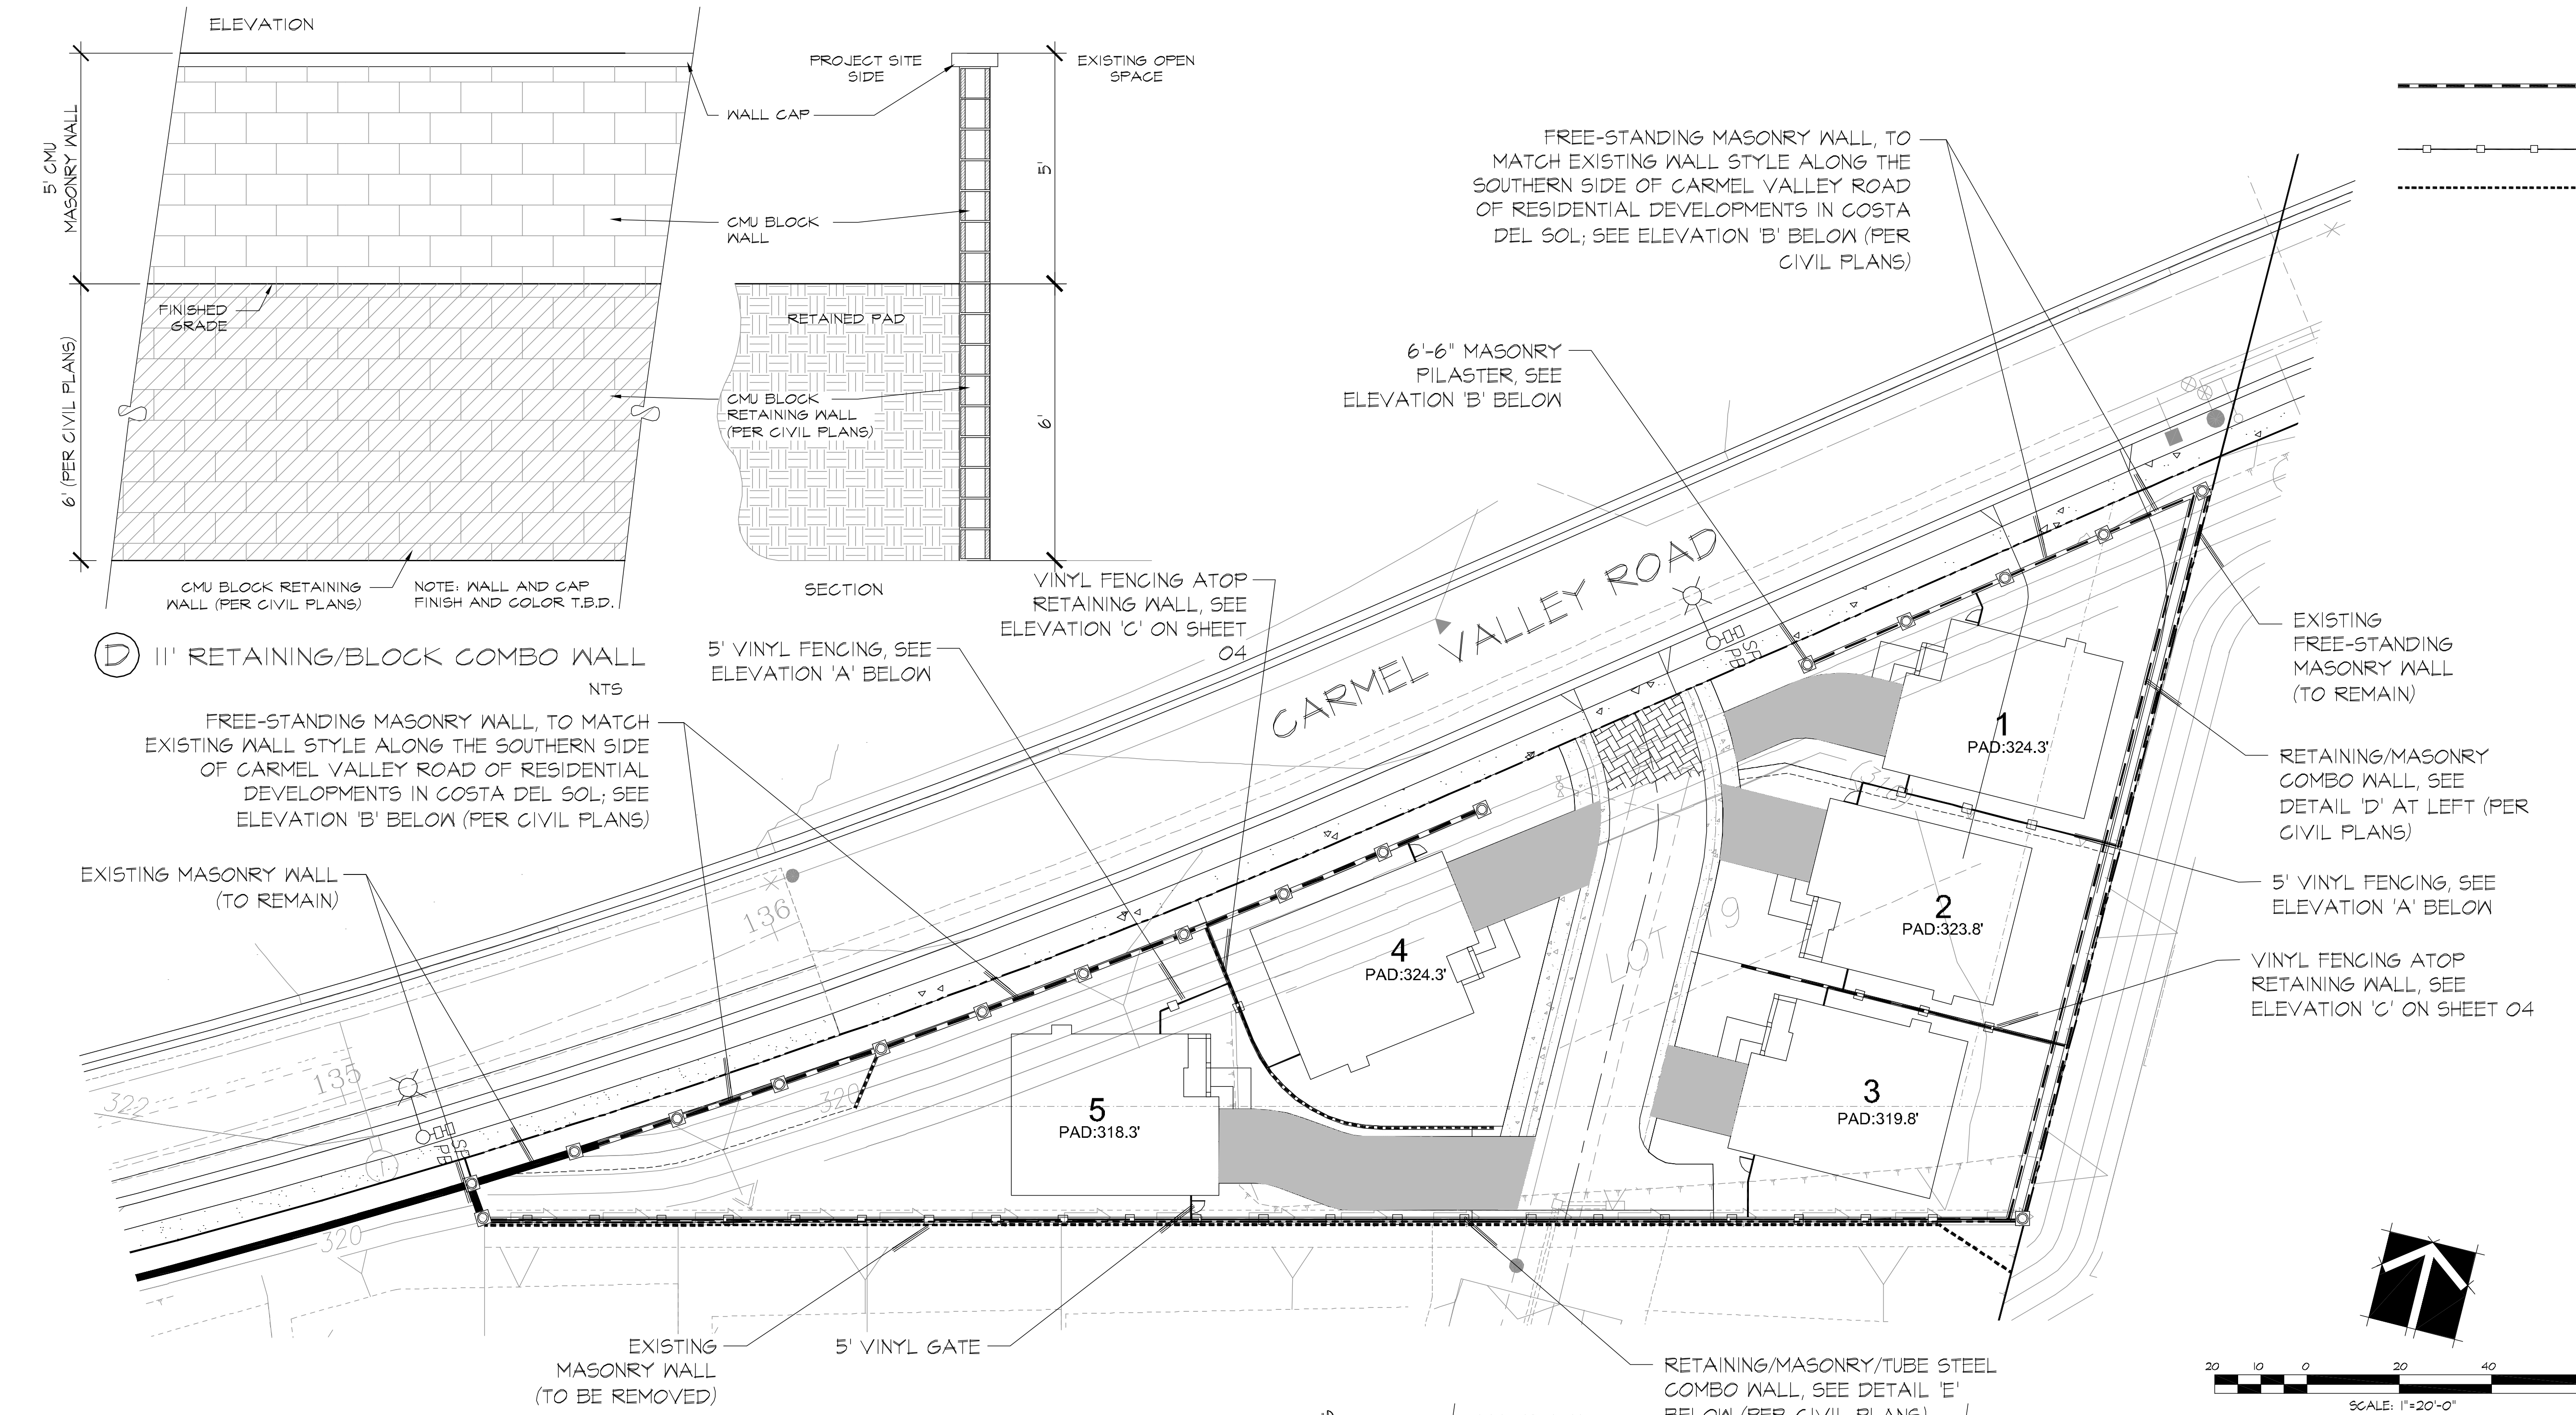 ELEVATION
5' CMU
MASONRY WALL
6' (PER CIVIL PLANS)
FINISHED
GRADE
CMU BLOCK RETAINING
WALL (PER CIVIL PLANS)
NOTE: WALL AND CAP
FINISH AND COLOR T.B.D.
PROJECT SITE
SIDE
EXISTING OPEN
SPACE
WALL CAP
CMU BLOCK
WALL
RETAINED PAD
CMU BLOCK
RETAINING WALL
(PER CIVIL PLANS)
5'
6'
SECTION
D 11' RETAINING/BLOCK COMBO WALL
NTS
FREE-STANDING MASONRY WALL, TO
MATCH EXISTING WALL STYLE ALONG THE
SOUTHERN SIDE OF CARMEL VALLEY ROAD
OF RESIDENTIAL DEVELOPMENTS IN COSTA
DEL SOL; SEE ELEVATION 'B' BELOW (PER
CIVIL PLANS)
6'-6" MASONRY
PILASTER, SEE
ELEVATION 'B' BELOW
VINYL FENCING ATOP
RETAINING WALL, SEE
ELEVATION 'C' ON SHEET
04
5' VINYL FENCING, SEE
ELEVATION 'A' BELOW
FREE-STANDING MASONRY WALL, TO MATCH
EXISTING WALL STYLE ALONG THE SOUTHERN SIDE
OF CARMEL VALLEY ROAD OF RESIDENTIAL
DEVELOPMENTS IN COSTA DEL SOL; SEE
ELEVATION 'B' BELOW (PER CIVIL PLANS)
EXISTING MASONRY WALL
(TO REMAIN)
CARMEL VALLEY ROAD
EXISTING
FREE-STANDING
MASONRY WALL
(TO REMAIN)
RETAINING/MASONRY
COMBO WALL, SEE
DETAIL 'D' AT LEFT (PER
CIVIL PLANS)
5' VINYL FENCING, SEE
ELEVATION 'A' BELOW
VINYL FENCING ATOP
RETAINING WALL, SEE
ELEVATION 'C' ON SHEET 04
1
PAD:324.3'
2
PAD:323.8'
3
PAD:319.8'
4
PAD:324.3'
5
PAD:318.3'
SP
PB
SP
PB
136
135
322
320
320
LOT 19
EXISTING
MASONRY WALL
(TO BE REMOVED)
5' VINYL GATE
RETAINING/MASONRY/TUBE STEEL
COMBO WALL, SEE DETAIL 'E'
BELOW (PER CIVIL PLANS)
20 10 0 20 40
SCALE: 1"=20'-0"